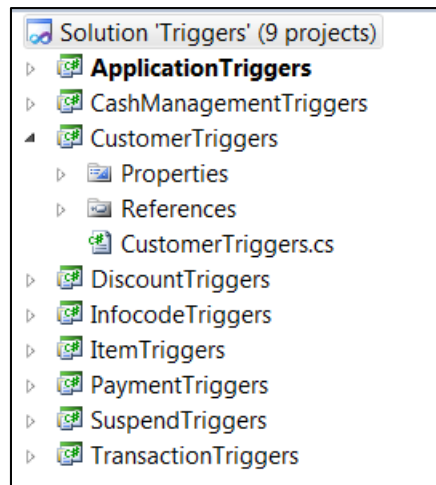 Solution 'Triggers' (9 projects)
ApplicationTriggers
CashManagementTriggers
CustomerTriggers
Properties
References
CustomerTriggers.cs
DiscountTriggers
InfocodeTriggers
ItemTriggers
PaymentTriggers
SuspendTriggers
TransactionTriggers